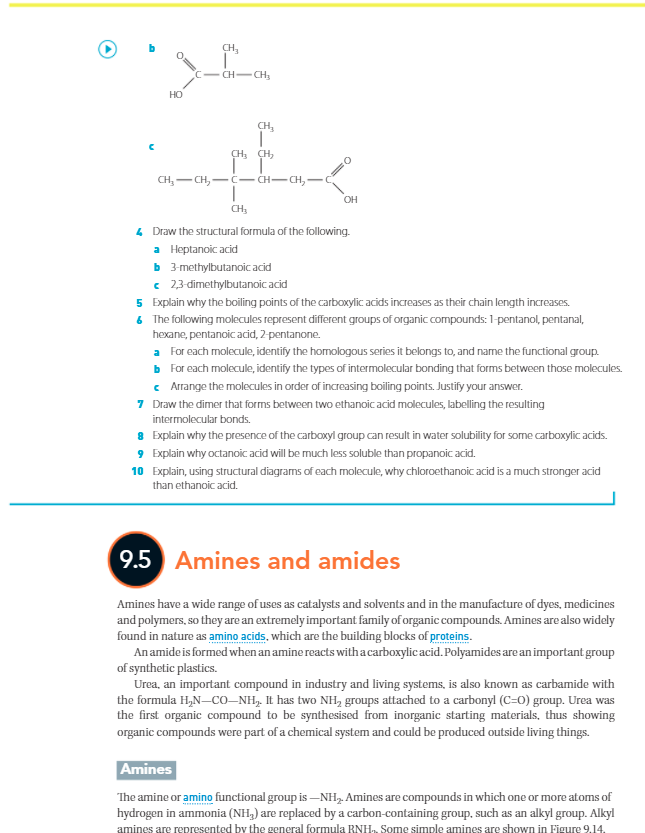 b
CH₃
O
C — CH — CH₃
HO
c
CH₃
CH₃ CH₂
O
CH₃ — CH₂ — C — CH — CH₂ — C
OH
CH₃
4 Draw the structural formula of the following.
a Heptanoic acid
b 3-methylbutanoic acid
c 2,3-dimethylbutanoic acid
5 Explain why the boiling points of the carboxylic acids increases as their chain length increases.
6 The following molecules represent different groups of organic compounds: 1-pentanol, pentanal,
hexane, pentanoic acid, 2-pentanone.
a For each molecule, identify the homologous series it belongs to, and name the functional group.
b For each molecule, identify the types of intermolecular bonding that forms between those molecules.
c Arrange the molecules in order of increasing boiling points. Justify your answer.
7 Draw the dimer that forms between two ethanoic acid molecules, labelling the resulting
intermolecular bonds.
8 Explain why the presence of the carboxyl group can result in water solubility for some carboxylic acids.
9 Explain why octanoic acid will be much less soluble than propanoic acid.
10 Explain, using structural diagrams of each molecule, why chloroethanoic acid is a much stronger acid
than ethanoic acid.
9.5 Amines and amides
Amines have a wide range of uses as catalysts and solvents and in the manufacture of dyes, medicines
and polymers, so they are an extremely important family of organic compounds. Amines are also widely
found in nature as amino acids, which are the building blocks of proteins.
An amide is formed when an amine reacts with a carboxylic acid. Polyamides are an important group
of synthetic plastics.
Urea, an important compound in industry and living systems, is also known as carbamide with
the formula H₂N—CO—NH₂. It has two NH₂ groups attached to a carbonyl (C=O) group. Urea was
the first organic compound to be synthesised from inorganic starting materials, thus showing
organic compounds were part of a chemical system and could be produced outside living things.
Amines
The amine or amino functional group is —NH₂. Amines are compounds in which one or more atoms of
hydrogen in ammonia (NH₃) are replaced by a carbon-containing group, such as an alkyl group. Alkyl
amines are represented by the general formula RNH₂. Some simple amines are shown in Figure 9.14.